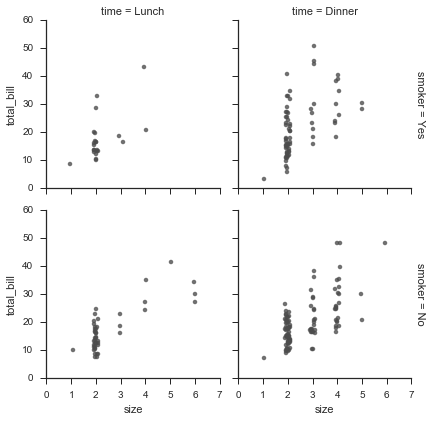 time = Lunch
time = Dinner
60
50
40
30
20
10
0
total_bill
smoker = Yes
60
50
40
30
20
10
0
total_bill
smoker = No
0 1 2 3 4 5 6 7 0 1 2 3 4 5 6 7
size
size